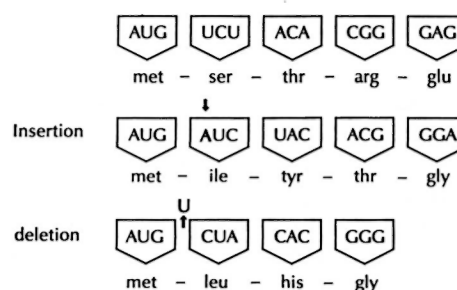 AUG UCU ACA CGG GAG
met – ser – thr – arg – glu
Insertion AUG AUC UAC ACG GGA
met – ile – tyr – thr – gly
U
deletion AUG CUA CAC GGG
met – leu – his – gly